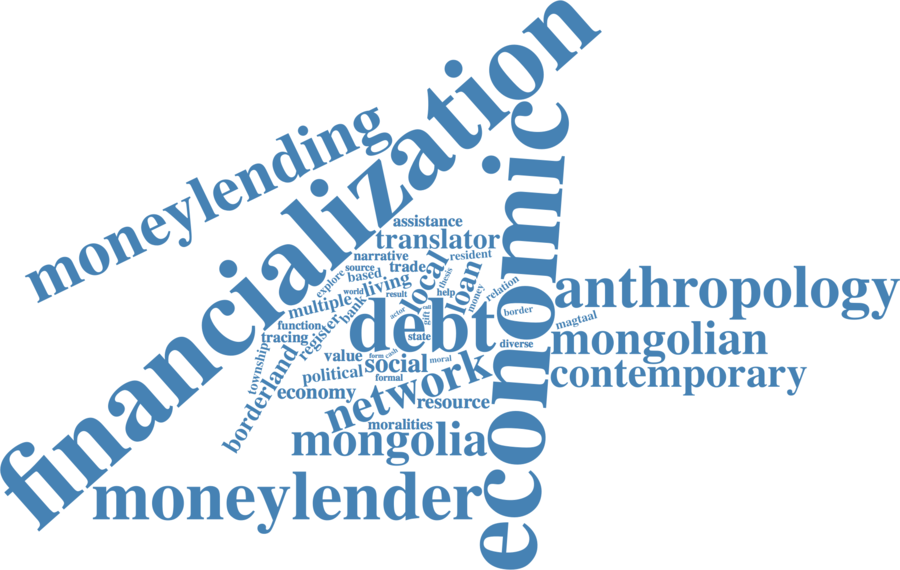 financialization
economic
moneylending
assistance
translator
narrative
resident
source
trade
explore
based
local
thesis
loan
living
world
result
help
money
relation
multiple
bank
actor
gift
call
debt
border
anthropology
function
register
state
magtaal
tracing
diverse
mongolian
township
value
form
cash
social
moral
borderland
political
formal
network
contemporary
economy
resource
moralities
mongolia
moneylender